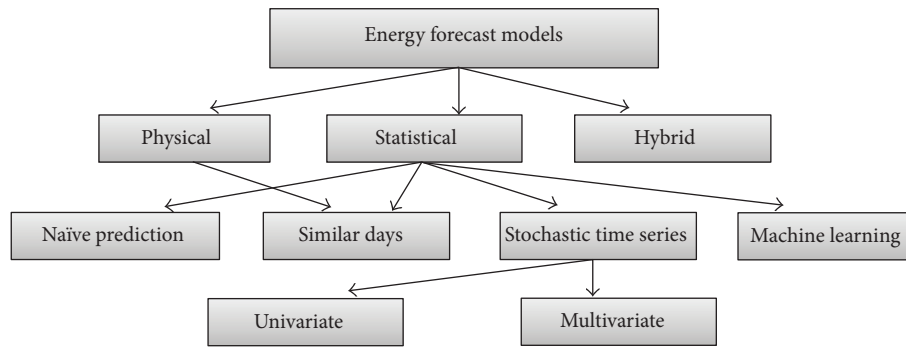 Energy forecast models
Physical
Statistical
Hybrid
Naïve prediction
Similar days
Stochastic time series
Machine learning
Univariate
Multivariate